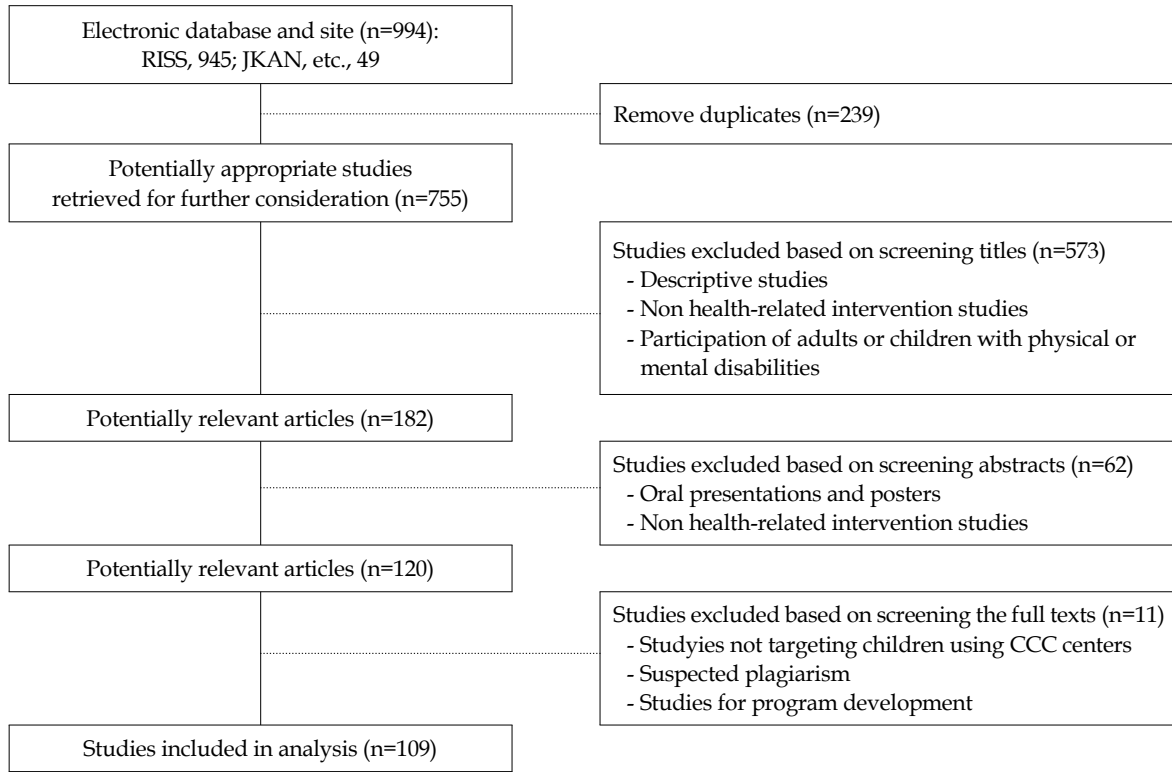 Electronic database and site (n=994):
RISS, 945; JKAN, etc., 49
Remove duplicates (n=239)
Potentially appropriate studies
retrieved for further consideration (n=755)
Studies excluded based on screening titles (n=573)
- Descriptive studies
- Non health-related intervention studies
- Participation of adults or children with physical or
mental disabilities
Potentially relevant articles (n=182)
Studies excluded based on screening abstracts (n=62)
- Oral presentations and posters
- Non health-related intervention studies
Potentially relevant articles (n=120)
Studies excluded based on screening the full texts (n=11)
- Studyies not targeting children using CCC centers
- Suspected plagiarism
- Studies for program development
Studies included in analysis (n=109)